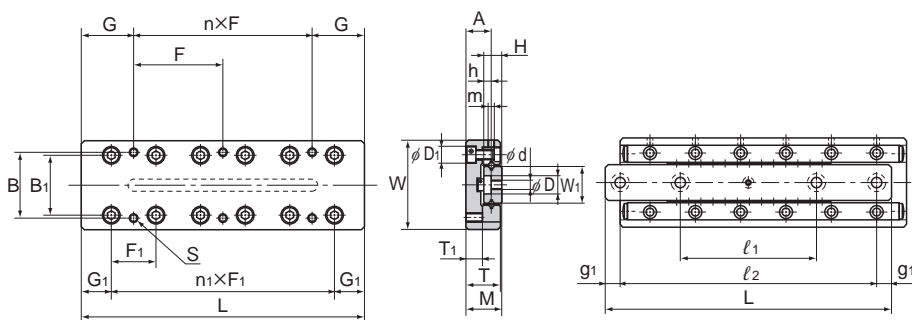 G n×F G
F
B B₁
F₁ S
G₁ n₁×F₁ G₁
L
A
H
h
m
φD₁ φd
W φD W₁
T₁
T
M
ℓ₁
g₁ ℓ₂ g₁
L